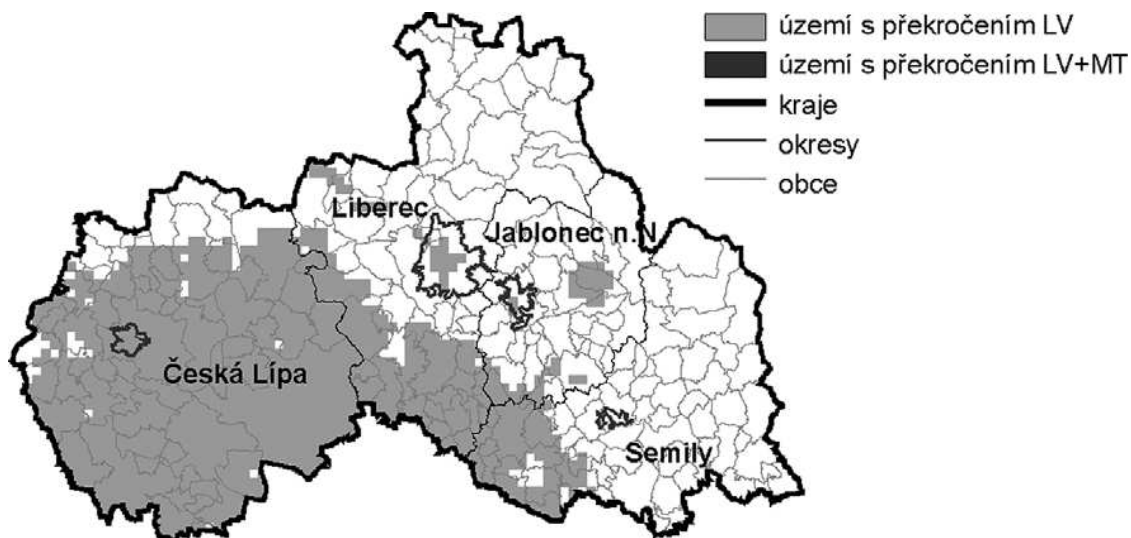 území s překročením LV
území s překročením LV+MT
kraje
okresy
obce
Liberec
Jablonec n.N.
Česká Lípa
Semily